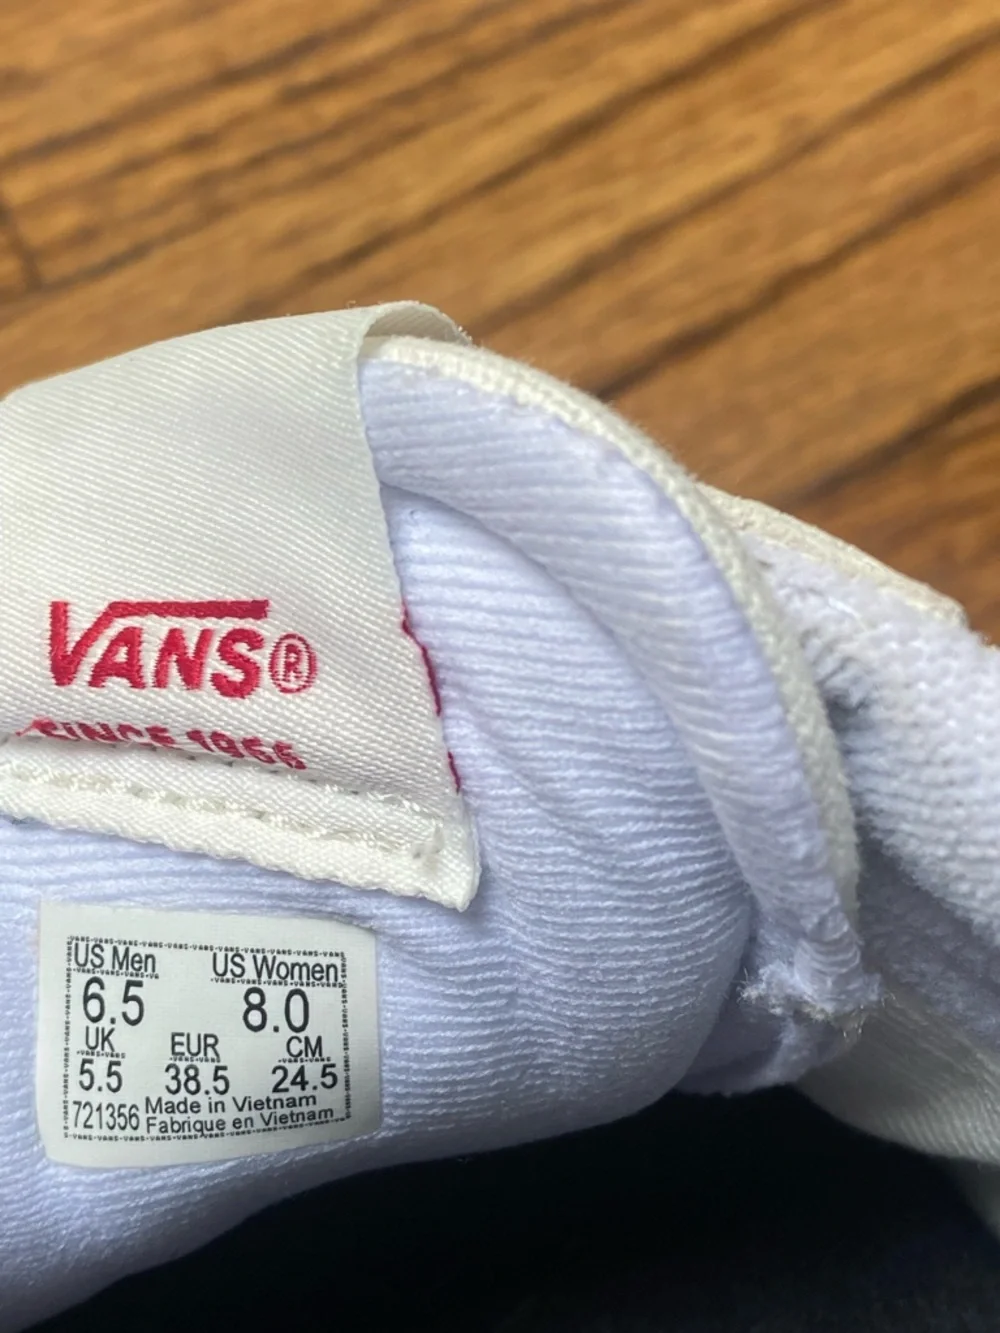 VANS®
SINCE 1966
US Men US Women
6.5 8.0
UK EUR CM
5.5 38.5 24.5
721356 Made in Vietnam
Fabrique en Vietnam